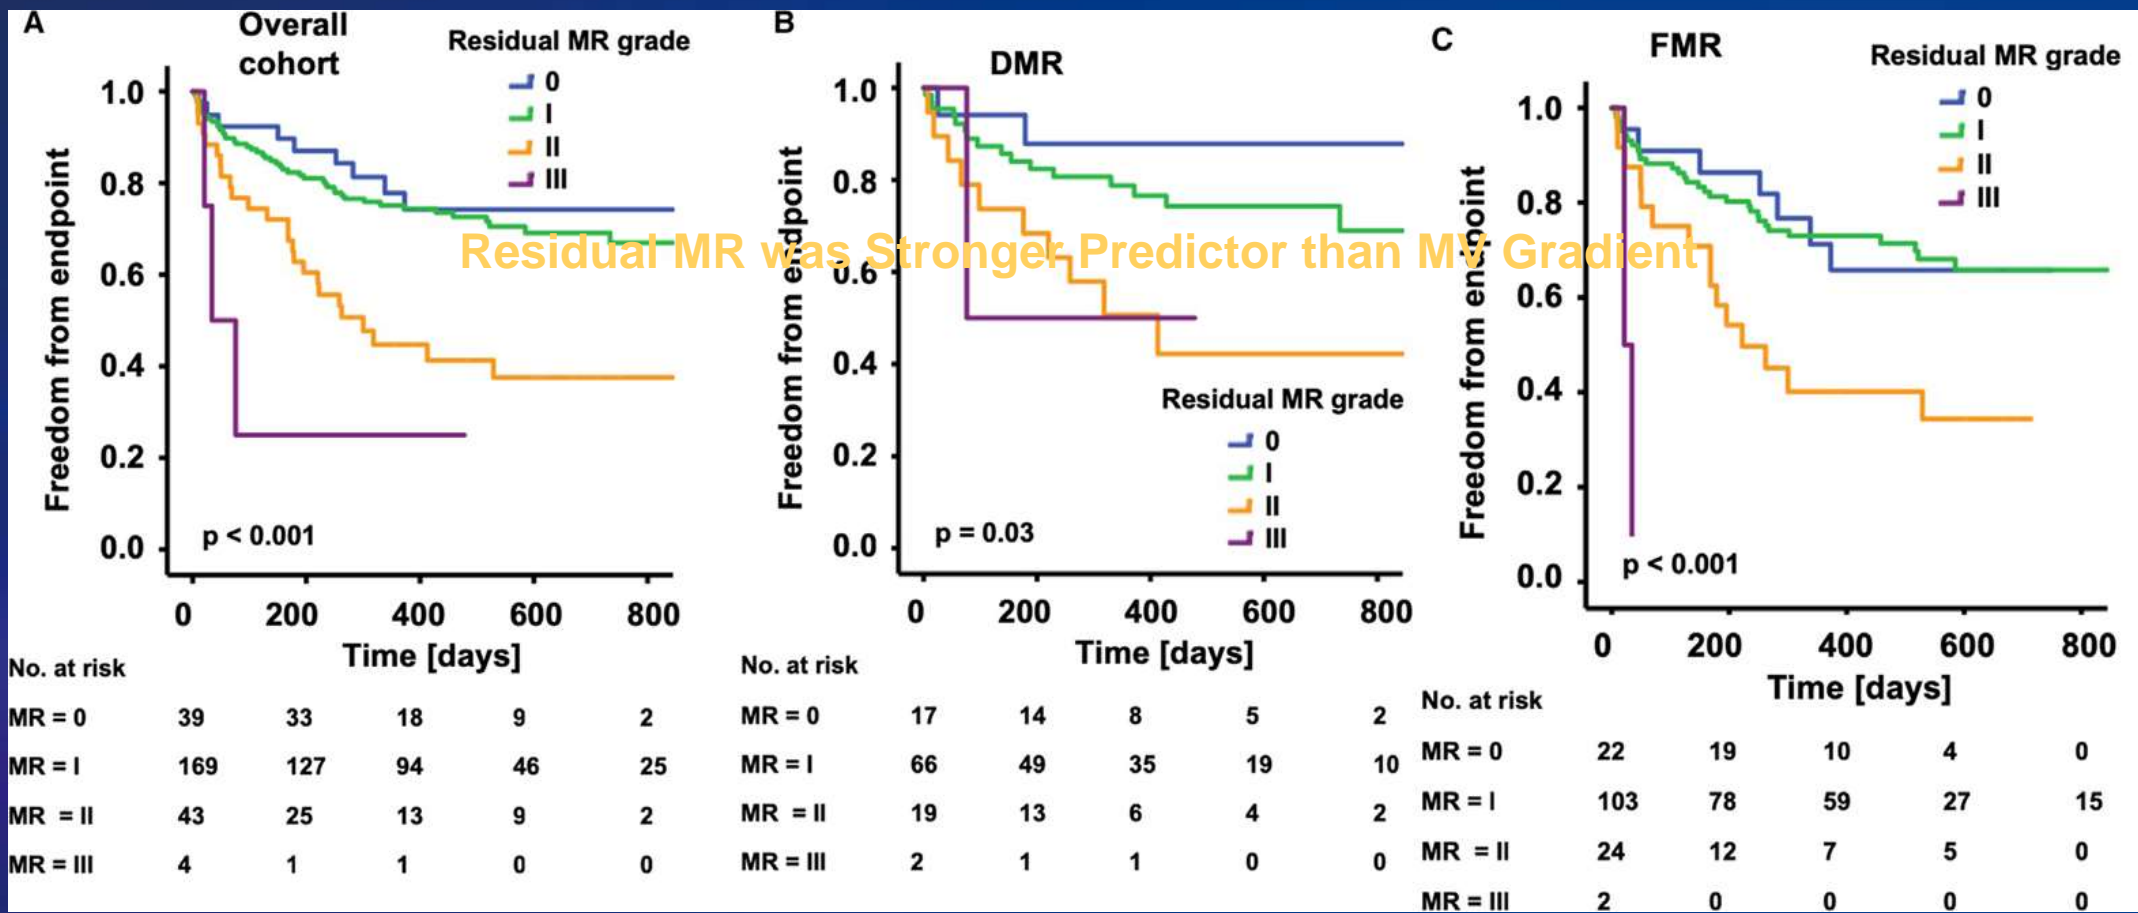 A
Overall
cohort
Residual MR grade
0
I
II
III
1.0
0.8
0.6
0.4
0.2
0.0
Freedom from endpoint
p < 0.001
0 200 400 600 800
Time [days]
No. at risk
MR = 0 39 33 18 9 2
MR = I 169 127 94 46 25
MR = II 43 25 13 9 2
MR = III 4 1 1 0 0
B
DMR
1.0
0.8
0.6
0.4
0.2
0.0
Freedom from endpoint
Residual MR grade
0
I
II
III
p = 0.03
0 200 400 600 800
Time [days]
No. at risk
MR = 0 17 14 8 5 2
MR = I 66 49 35 19 10
MR = II 19 13 6 4 2
MR = III 2 1 1 0 0
C
FMR
Residual MR grade
0
I
II
III
1.0
0.8
0.6
0.4
0.2
0.0
Freedom from endpoint
p < 0.001
0 200 400 600 800
Time [days]
No. at risk
MR = 0 22 19 10 4 0
MR = I 103 78 59 27 15
MR = II 24 12 7 5 0
MR = III 2 0 0 0 0
Residual MR was Stronger Predictor than MV Gradient